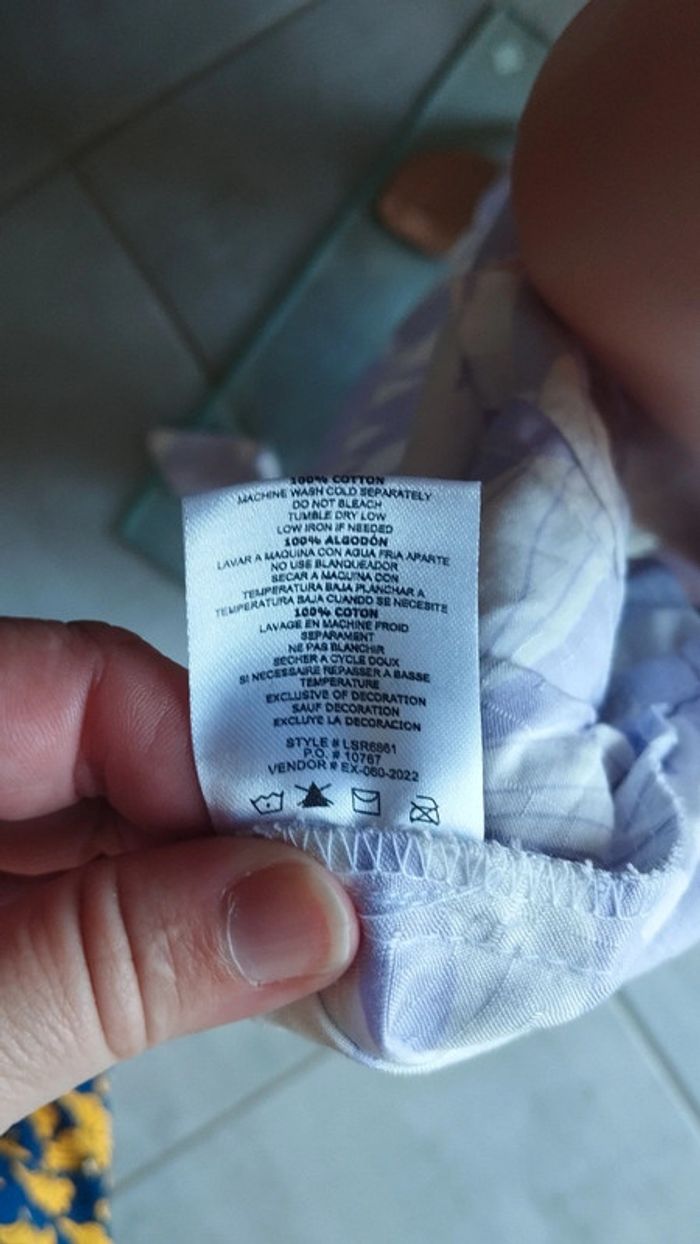 100% COTTON
MACHINE WASH COLD SEPARATELY
DO NOT BLEACH
TUMBLE DRY LOW
LOW IRON IF NEEDED
100% ALGODÓN
LAVAR A MAQUINA CON AGUA FRIA APARTE
NO USE BLANQUEADOR
SECAR A MAQUINA CON
TEMPERATURA BAJA PLANCHAR A
TEMPERATURA BAJA CUANDO SE NECESITE
100% COTON
LAVAGE EN MACHINE FROID
SEPARAMENT
NE PAS BLANCHIR
SECHER A CYCLE DOUX
SI NECESSAIRE REPASSER A BASSE
TEMPERATURE
EXCLUSIVE OF DECORATION
SAUF DECORATION
EXCLUYE LA DECORACION
STYLE # LSR6861
P.O. # 10767
VENDOR # EX-060-2022